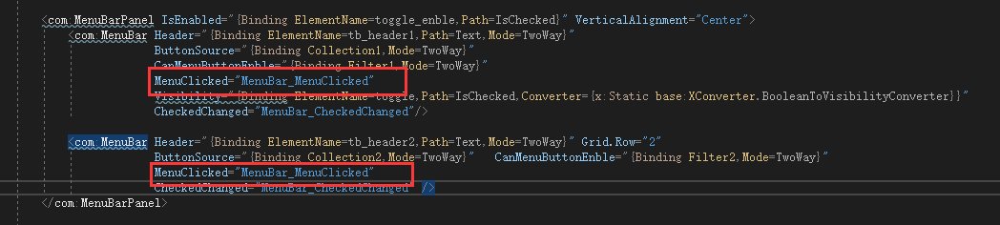 <com:MenuBarPanel IsEnabled="{Binding ElementName=toggle_enble,Path=IsChecked}" VerticalAlignment="Center">
<com:MenuBar Header="{Binding ElementName=tb_header1,Path=Text,Mode=TwoWay}"
ButtonSource="{Binding Collection1,Mode=TwoWay}"
CanMenuButtonEnble="{Binding Filter1,Mode=TwoWay}"
MenuClicked="MenuBar_MenuClicked"
Visibility="{Binding ElementName=toggle,Path=IsChecked,Converter={x:Static base:XConverter.BooleanToVisibilityConverter}}"
CheckedChanged="MenuBar_CheckedChanged"/>
<com:MenuBar Header="{Binding ElementName=tb_header2,Path=Text,Mode=TwoWay}" Grid.Row="2"
ButtonSource="{Binding Collection2,Mode=TwoWay}" CanMenuButtonEnble="{Binding Filter2,Mode=TwoWay}"
MenuClicked="MenuBar_MenuClicked"
CheckedChanged="MenuBar_CheckedChanged" />
</com:MenuBarPanel>